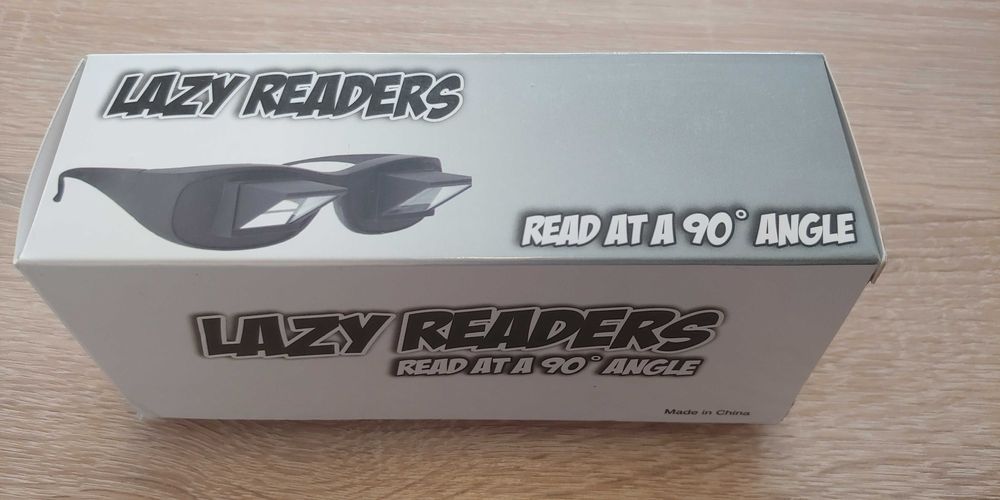 LAZY READERS
READ AT A 90° ANGLE
LAZY READERS
READ AT A 90° ANGLE
Made in China